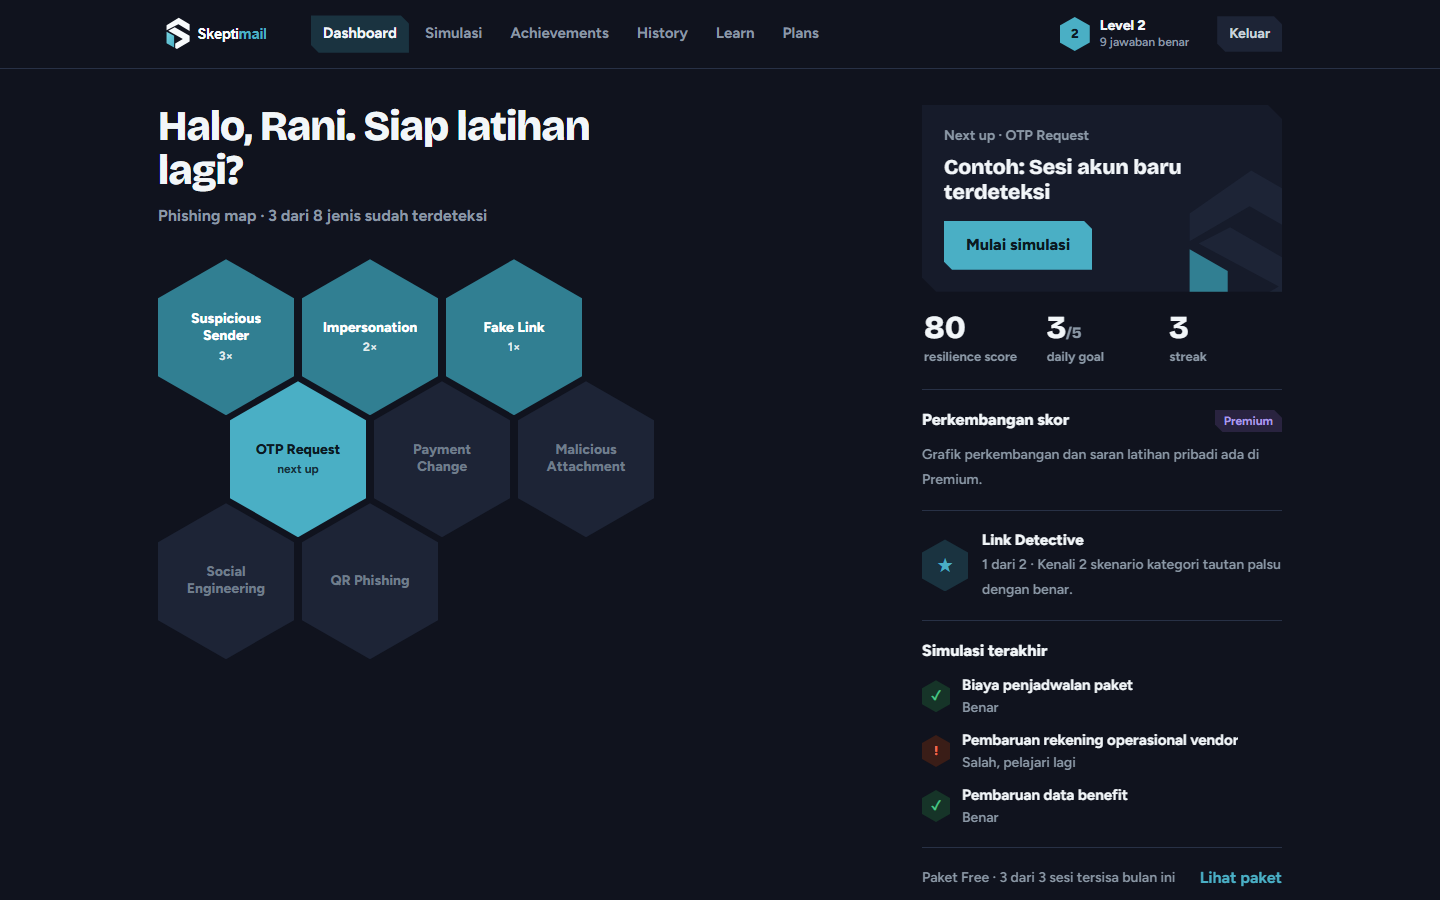 Skeptimail
Dashboard
Simulasi
Achievements
History
Learn
Plans
2
Level 2
9 jawaban benar
Keluar
Halo, Rani. Siap latihan
lagi?
Phishing map · 3 dari 8 jenis sudah terdeteksi
Suspicious
Sender
3×
Impersonation
2×
Fake Link
1×
OTP Request
next up
Payment
Change
Malicious
Attachment
Social
Engineering
QR Phishing
Next up · OTP Request
Contoh: Sesi akun baru
terdeteksi
Mulai simulasi
80
resilience score
3/5
daily goal
3
streak
Perkembangan skor
Premium
Grafik perkembangan dan saran latihan pribadi ada di
Premium.
Link Detective
1 dari 2 · Kenali 2 skenario kategori tautan palsu
dengan benar.
Simulasi terakhir
Biaya penjadwalan paket
Benar
!
Pembaruan rekening operasional vendor
Salah, pelajari lagi
Pembaruan data benefit
Benar
Paket Free · 3 dari 3 sesi tersisa bulan ini
Lihat paket